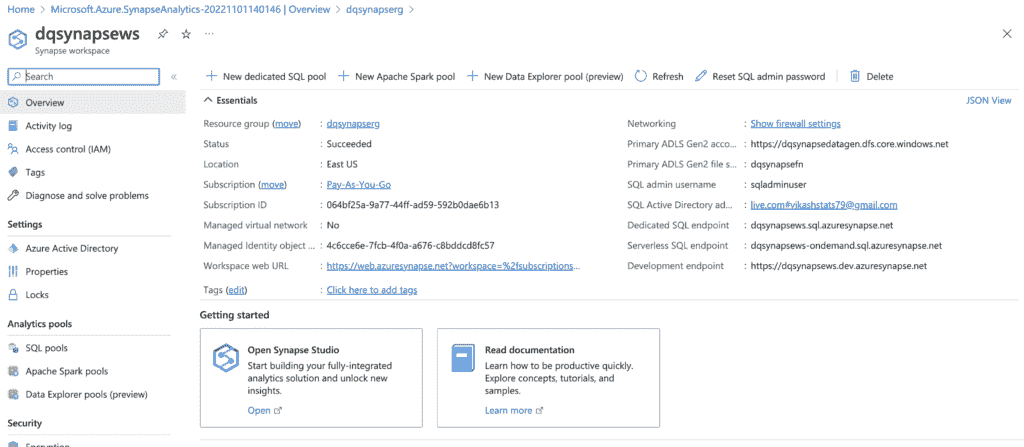 Home > Microsoft.Azure.SynapseAnalytics-20221101140146 | Overview > dqsynapserg >
dqsynapsews
Synapse workspace
Search
Overview
Activity log
Access control (IAM)
Tags
Diagnose and solve problems
Settings
Azure Active Directory
Properties
Locks
Analytics pools
SQL pools
Apache Spark pools
Data Explorer pools (preview)
Security
Encryption
+ New dedicated SQL pool + New Apache Spark pool + New Data Explorer pool (preview) Refresh Reset SQL admin password Delete
Essentials
JSON View
Resource group (move) : dqsynapserg
Status : Succeeded
Location : East US
Subscription (move) : Pay-As-You-Go
Subscription ID : 064bf25a-9a77-44ff-ad59-592b0dae6b13
Managed virtual network : No
Managed Identity object ... : 4c6cce6e-7fcb-4f0a-a676-c8bddcd8fc57
Workspace web URL : https://web.azuresynapse.net?workspace=%2fsubscriptions...
Tags (edit) : Click here to add tags
Networking : Show firewall settings
Primary ADLS Gen2 acco... : https://dqsynapsedatagen.dfs.core.windows.net
Primary ADLS Gen2 file s... : dqsynapsefn
SQL admin username : sqladminuser
SQL Active Directory ad... : live.com#vikashstats79@gmail.com
Dedicated SQL endpoint : dqsynapsews.sql.azuresynapse.net
Serverless SQL endpoint : dqsynapsews-ondemand.sql.azuresynapse.net
Development endpoint : https://dqsynapsews.dev.azuresynapse.net
Getting started
Open Synapse Studio
Start building your fully-integrated
analytics solution and unlock new
insights.
Open
Read documentation
Learn how to be productive quickly.
Explore concepts, tutorials, and
samples.
Learn more